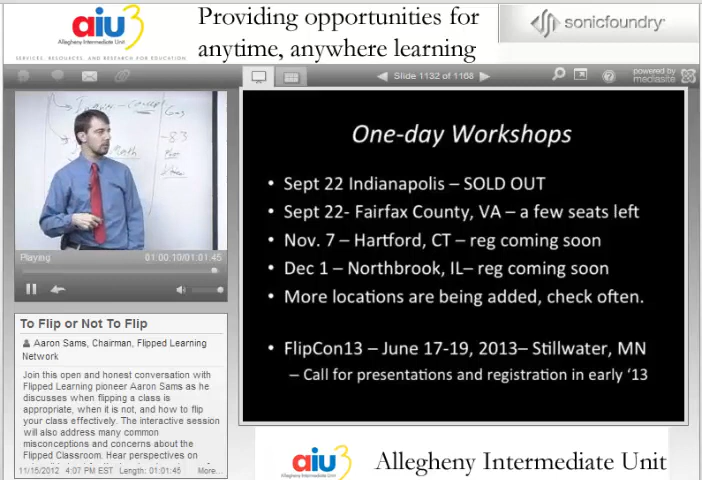 aiu3
Allegheny Intermediate Unit
SERVICES, RESOURCES, AND RESEARCH FOR EDUCATION
Providing opportunities for
anytime, anywhere learning
sonicfoundry
Slide 1132 of 1168
powered by
mediasite
Playing
01:00:10/01:01:45
To Flip or Not To Flip
Aaron Sams, Chairman, Flipped Learning
Network
Join this open and honest conversation with
Flipped Learning pioneer Aaron Sams as he
discusses when flipping a class is
appropriate, when it is not, and how to flip
your class effectively. The interactive session
will also address many common
misconceptions and concerns about the
Flipped Classroom. Hear perspectives on
11/15/2012 4:07 PM EST Length: 01:01:45 More...
One-day Workshops
• Sept 22 Indianapolis – SOLD OUT
• Sept 22- Fairfax County, VA – a few seats left
• Nov. 7 – Hartford, CT – reg coming soon
• Dec 1 – Northbrook, IL– reg coming soon
• More locations are being added, check often.
• FlipCon13 – June 17-19, 2013– Stillwater, MN
– Call for presentations and registration in early ‘13
aiu3
Allegheny Intermediate Unit
Allegheny Intermediate Unit